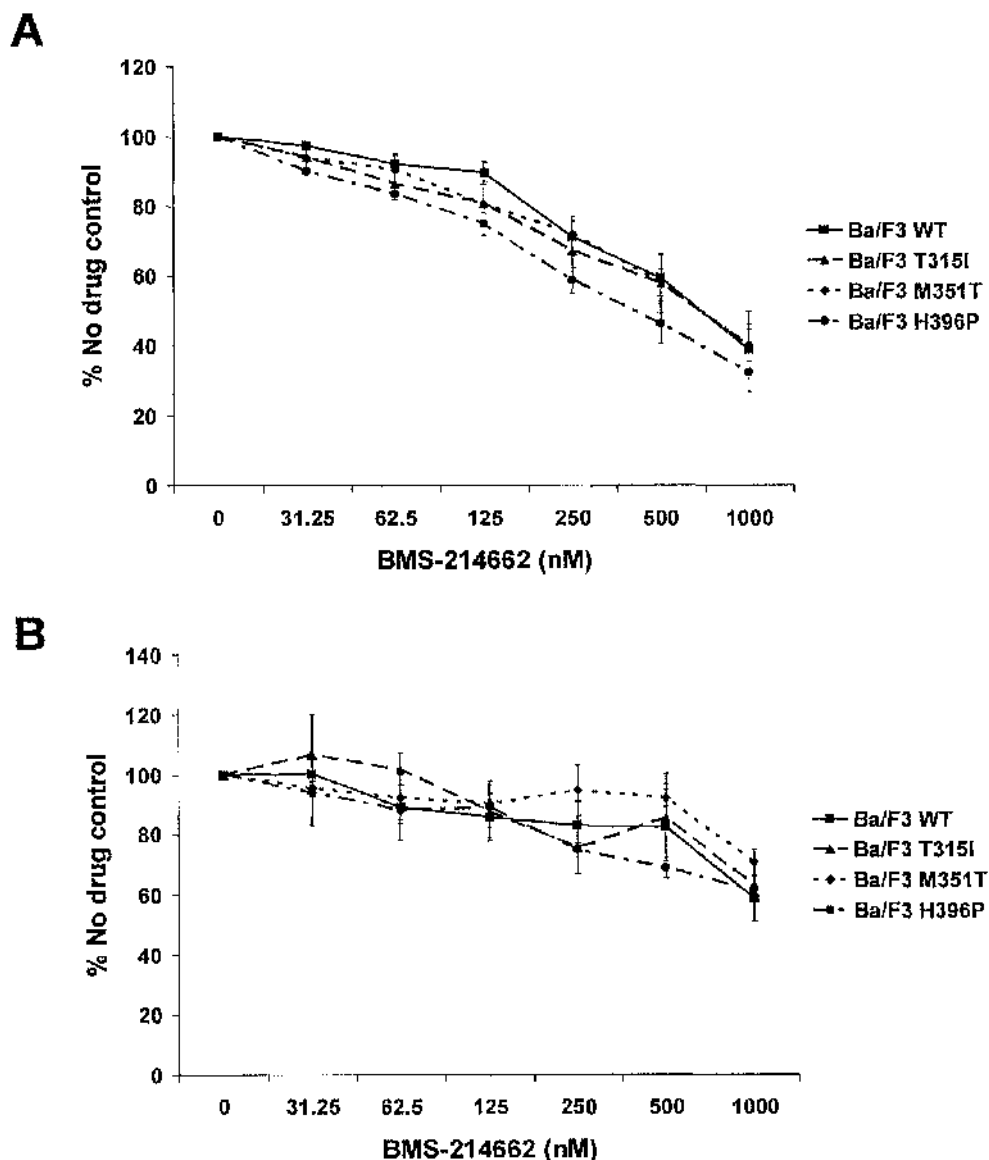 A
120
100
80
60
40
20
0
% No drug control
0 31.25 62.5 125 250 500 1000
BMS-214662 (nM)
Ba/F3 WT
Ba/F3 T315I
Ba/F3 M351T
Ba/F3 H396P
B
140
120
100
80
60
40
20
0
% No drug control
0 31.25 62.5 125 250 500 1000
BMS-214662 (nM)
Ba/F3 WT
Ba/F3 T315I
Ba/F3 M351T
Ba/F3 H396P